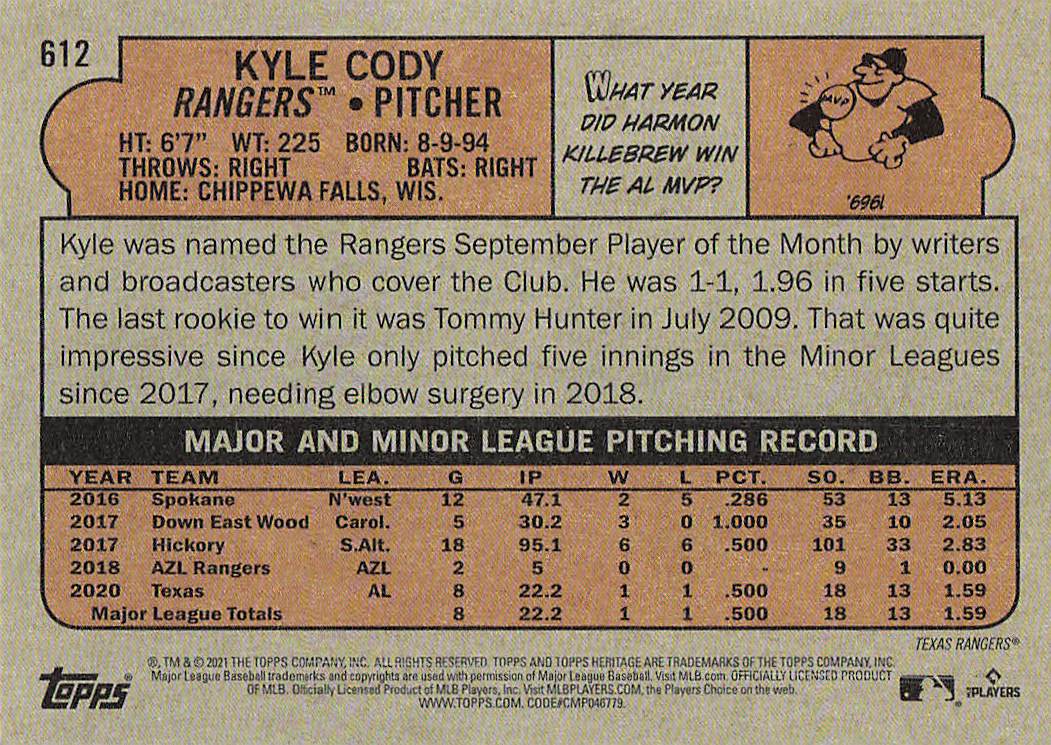 612
KYLE CODY
RANGERS™ • PITCHER
HT: 6'7" WT: 225 BORN: 8-9-94
THROWS: RIGHT BATS: RIGHT
HOME: CHIPPEWA FALLS, WIS.
WHAT YEAR
DID HARMON
KILLEBREW WIN
THE AL MVP?
MVP
1969.
Kyle was named the Rangers September Player of the Month by writers
and broadcasters who cover the Club. He was 1-1, 1.96 in five starts.
The last rookie to win it was Tommy Hunter in July 2009. That was quite
impressive since Kyle only pitched five innings in the Minor Leagues
since 2017, needing elbow surgery in 2018.
MAJOR AND MINOR LEAGUE PITCHING RECORD
YEAR TEAM LEA. G IP W L PCT. SO. BB. ERA.
2016 Spokane N'west 12 47.1 2 5 .286 53 13 5.13
2017 Down East Wood Carol. 5 30.2 3 0 1.000 35 10 2.05
2017 Hickory S.Alt. 18 95.1 6 6 .500 101 33 2.83
2018 AZL Rangers AZL 2 5 0 0 - 9 1 0.00
2020 Texas AL 8 22.2 1 1 .500 18 13 1.59
Major League Totals 8 22.2 1 1 .500 18 13 1.59
TEXAS RANGERS®
®, TM & © 2021 THE TOPPS COMPANY, INC. ALL RIGHTS RESERVED. TOPPS AND TOPPS HERITAGE ARE TRADEMARKS OF THE TOPPS COMPANY, INC.
Major League Baseball trademarks and copyrights are used with permission of Major League Baseball. Visit MLB.com. OFFICIALLY LICENSED PRODUCT
OF MLB. Officially Licensed Product of MLB Players, Inc. Visit MLBPLAYERS.COM, the Players Choice on the web.
WWW.TOPPS.COM. CODE#CMP046779.
topps®
MLBPLAYERS